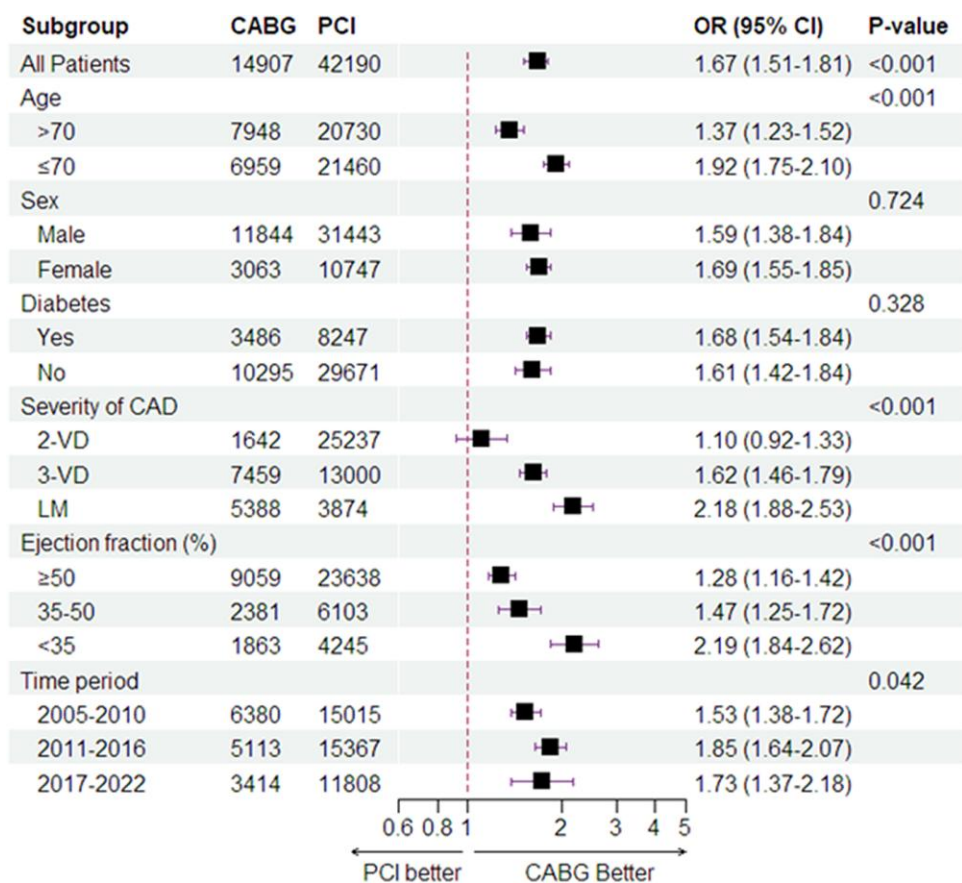 Subgroup CABG PCI OR (95% CI) P-value
All Patients 14907 42190 1.67 (1.51-1.81) <0.001
Age <0.001
>70 7948 20730 1.37 (1.23-1.52)
≤70 6959 21460 1.92 (1.75-2.10)
Sex 0.724
Male 11844 31443 1.59 (1.38-1.84)
Female 3063 10747 1.69 (1.55-1.85)
Diabetes 0.328
Yes 3486 8247 1.68 (1.54-1.84)
No 10295 29671 1.61 (1.42-1.84)
Severity of CAD <0.001
2-VD 1642 25237 1.10 (0.92-1.33)
3-VD 7459 13000 1.62 (1.46-1.79)
LM 5388 3874 2.18 (1.88-2.53)
Ejection fraction (%) <0.001
≥50 9059 23638 1.28 (1.16-1.42)
35-50 2381 6103 1.47 (1.25-1.72)
<35 1863 4245 2.19 (1.84-2.62)
Time period 0.042
2005-2010 6380 15015 1.53 (1.38-1.72)
2011-2016 5113 15367 1.85 (1.64-2.07)
2017-2022 3414 11808 1.73 (1.37-2.18)
0.6 0.8 1 2 3 4 5
PCI better CABG Better